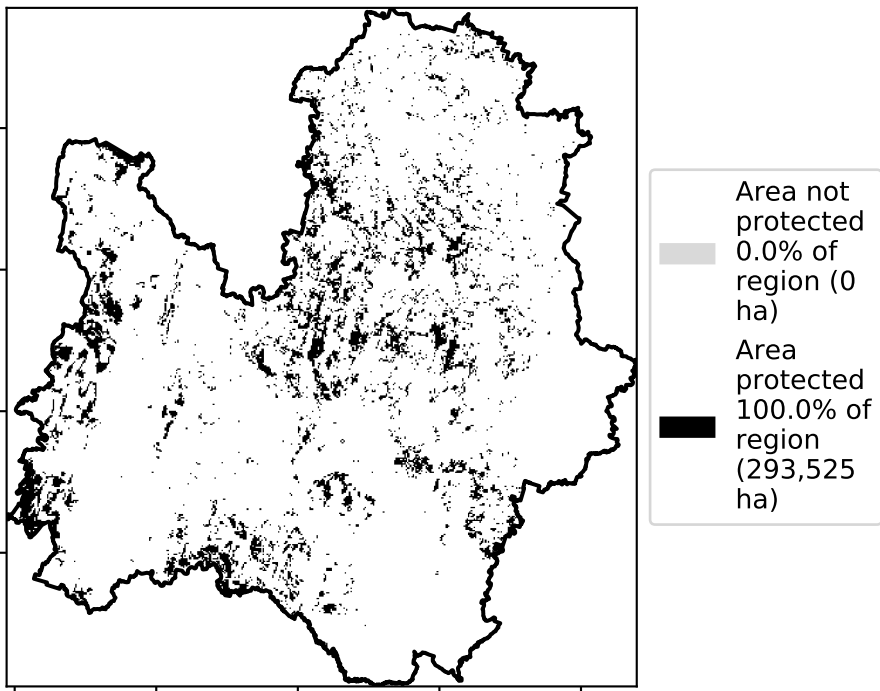 Area not
protected
0.0% of
region (0
ha)
Area
protected
100.0% of
region
(293,525
ha)